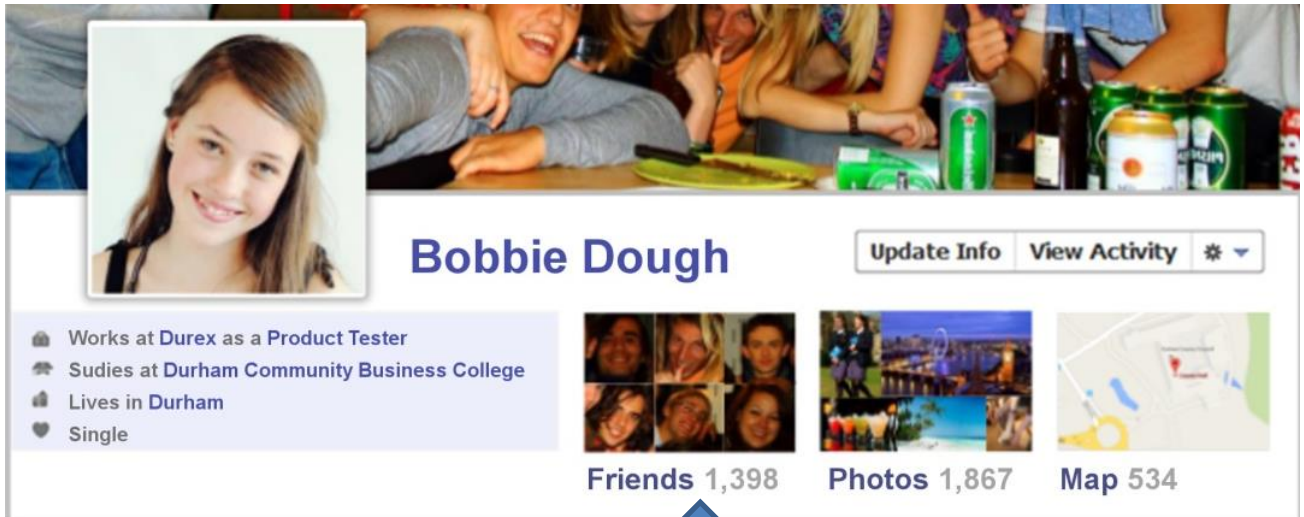 Bobbie Dough
Update Info View Activity
Works at Durex as a Product Tester
Sudies at Durham Community Business College
Lives in Durham
Single
Friends 1,398
Photos 1,867
Map 534